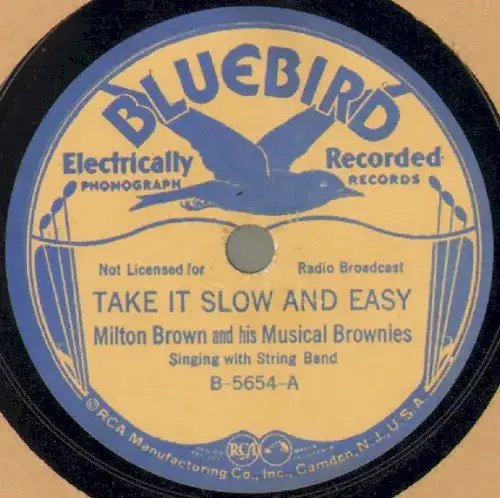 BLUEBIRD
Electrically Recorded
PHONOGRAPH RECORDS
Not Licensed for Radio Broadcast
TAKE IT SLOW AND EASY
Milton Brown and his Musical Brownies
Singing with String Band
B-5654-A
RCA
©RCA Manufacturing Co., Inc., Camden, N.J., U.S.A.